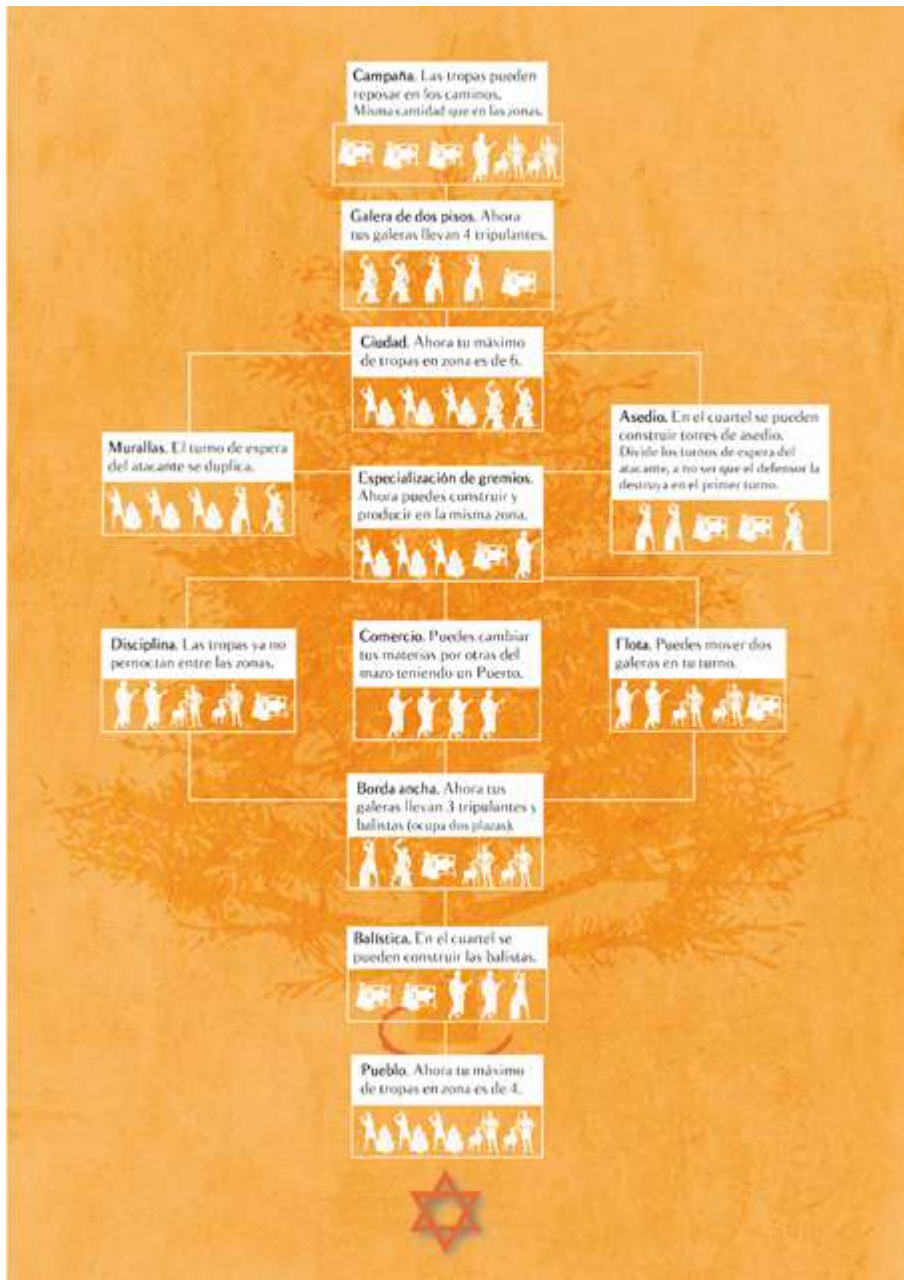 Campaña. Las tropas pueden
reposar en los caminos.
Misma cantidad que en las zonas.
Galera de dos pisos. Ahora
tus galeras llevan 4 tripulantes.
Ciudad. Ahora tu máximo
de tropas en zona es de 6.
Asedio. En el cuartel se pueden
construir torres de asedio.
Divide los turnos de espera del
atacante, a no ser que el defensor la
destruya en el primer turno.
Murallas. El turno de espera
del atacante se duplica.
Especialización de gremios.
Ahora puedes construir y
producir en la misma zona.
Disciplina. Las tropas ya no
pernoctan entre las zonas.
Comercio. Puedes cambiar
tus materias por otras del
mazo teniendo un Puerto.
Flota. Puedes mover dos
galeras en tu turno.
Borda ancha. Ahora tus
galeras llevan 3 tripulantes y
balistas (ocupa dos plazas).
Balística. En el cuartel se
pueden construir las balistas.
Pueblo. Ahora tu máximo
de tropas en zona es de 4.